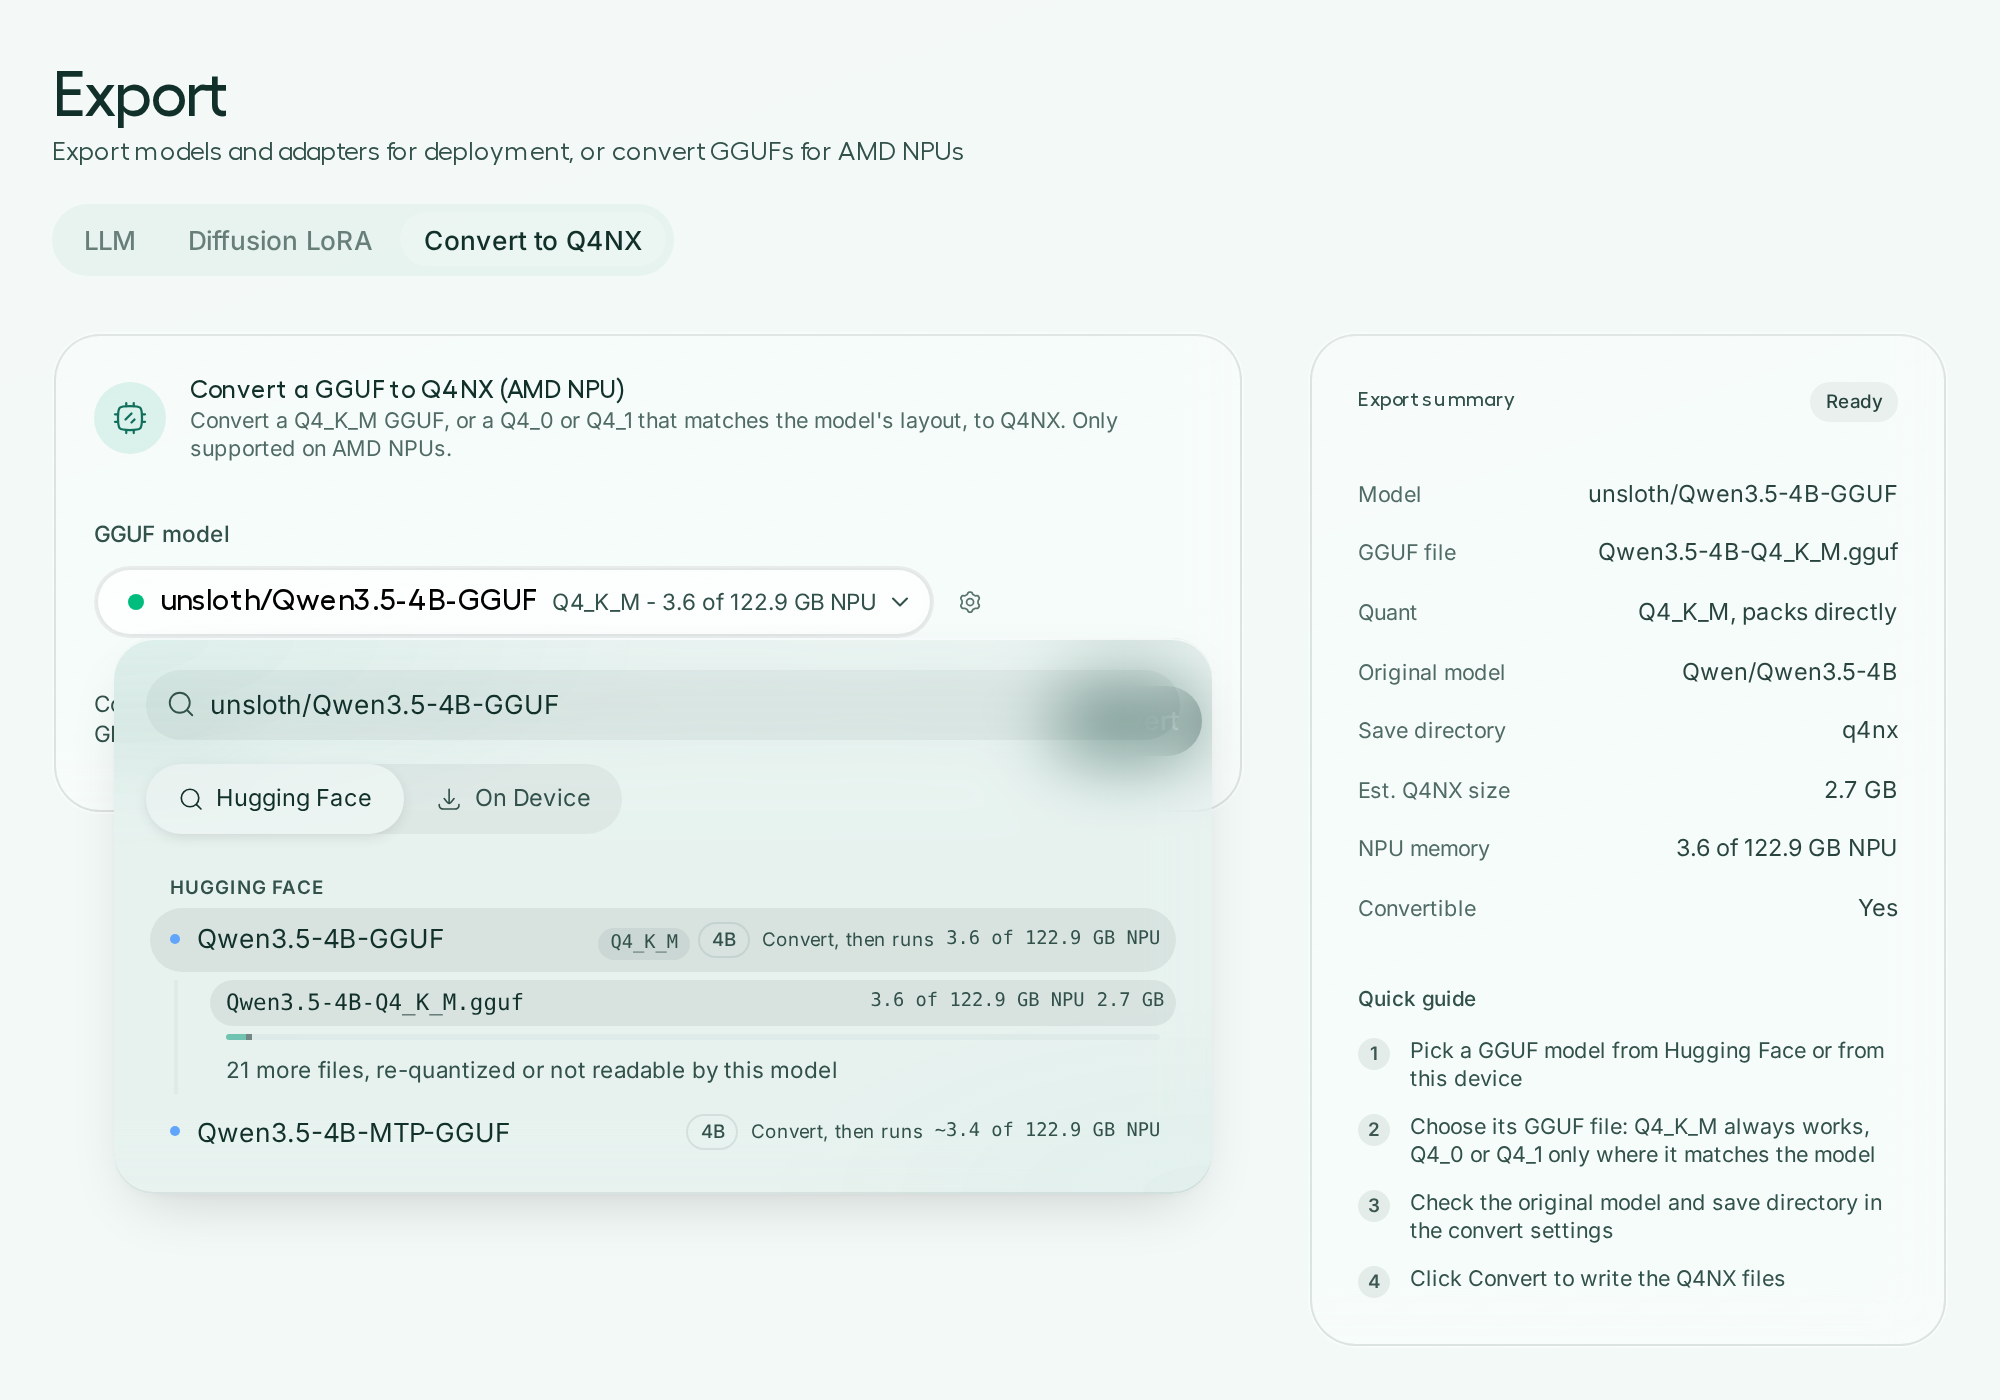 Export
Export models and adapters for deployment, or convert GGUFs for AMD NPUs
LLM
Diffusion LoRA
Convert to Q4NX
Convert a GGUF to Q4NX (AMD NPU)
Convert a Q4_K_M GGUF, or a Q4_0 or Q4_1 that matches the model's layout, to Q4NX. Only
supported on AMD NPUs.
GGUF model
unsloth/Qwen3.5-4B-GGUF Q4_K_M - 3.6 of 122.9 GB NPU
unsloth/Qwen3.5-4B-GGUF
Hugging Face
On Device
HUGGING FACE
Qwen3.5-4B-GGUF Q4_K_M 4B Convert, then runs 3.6 of 122.9 GB NPU
Qwen3.5-4B-Q4_K_M.gguf 3.6 of 122.9 GB NPU 2.7 GB
21 more files, re-quantized or not readable by this model
Qwen3.5-4B-MTP-GGUF 4B Convert, then runs ~3.4 of 122.9 GB NPU
Export summary
Ready
Model unsloth/Qwen3.5-4B-GGUF
GGUF file Qwen3.5-4B-Q4_K_M.gguf
Quant Q4_K_M, packs directly
Original model Qwen/Qwen3.5-4B
Save directory q4nx
Est. Q4NX size 2.7 GB
NPU memory 3.6 of 122.9 GB NPU
Convertible Yes
Quick guide
1 Pick a GGUF model from Hugging Face or from
this device
2 Choose its GGUF file: Q4_K_M always works,
Q4_0 or Q4_1 only where it matches the model
3 Check the original model and save directory in
the convert settings
4 Click Convert to write the Q4NX files